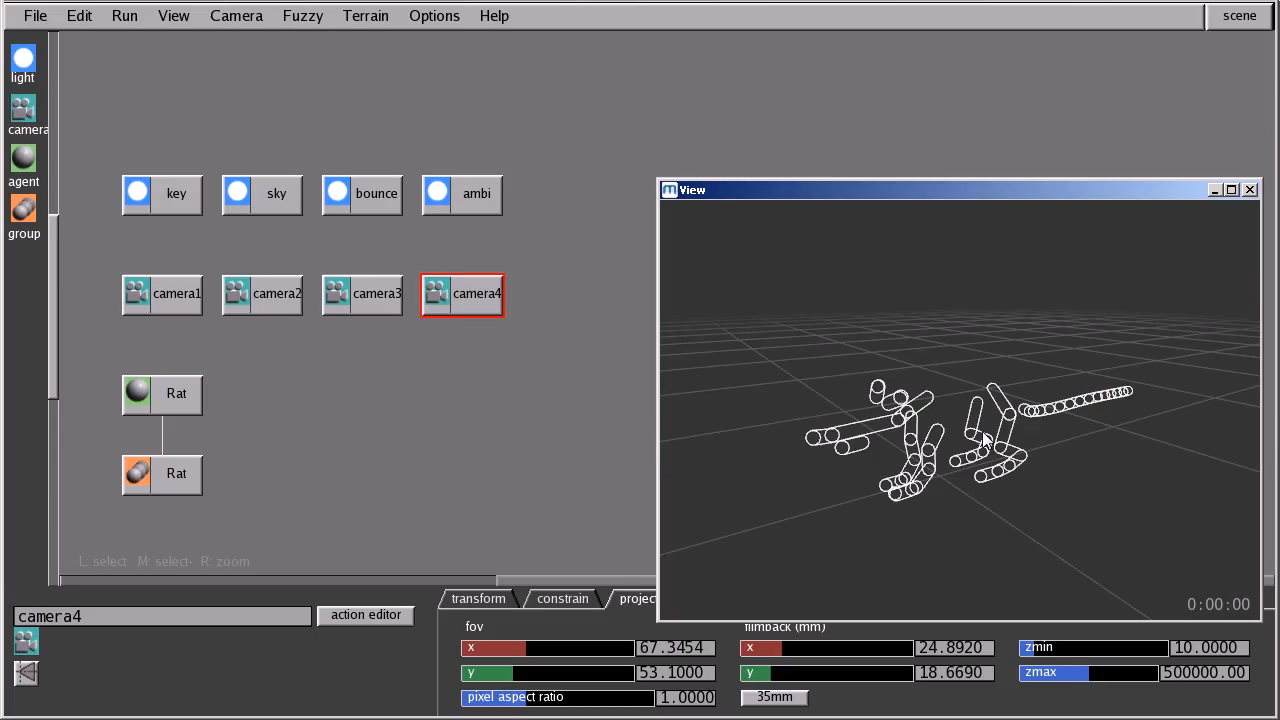 File Edit Run View Camera Fuzzy Terrain Options Help scene
light
camera
agent
group
key sky bounce ambi
camera1 camera2 camera3 camera4
Rat
Rat
View
0:00:00
L: select M: select- R: zoom
camera4 action editor
transform constrain projec
fov filmback (mm)
x 67.3454 x 24.8920 zmin 10.0000
y 53.1000 y 18.6690 zmax 500000.00
pixel aspect ratio 1.0000 35mm